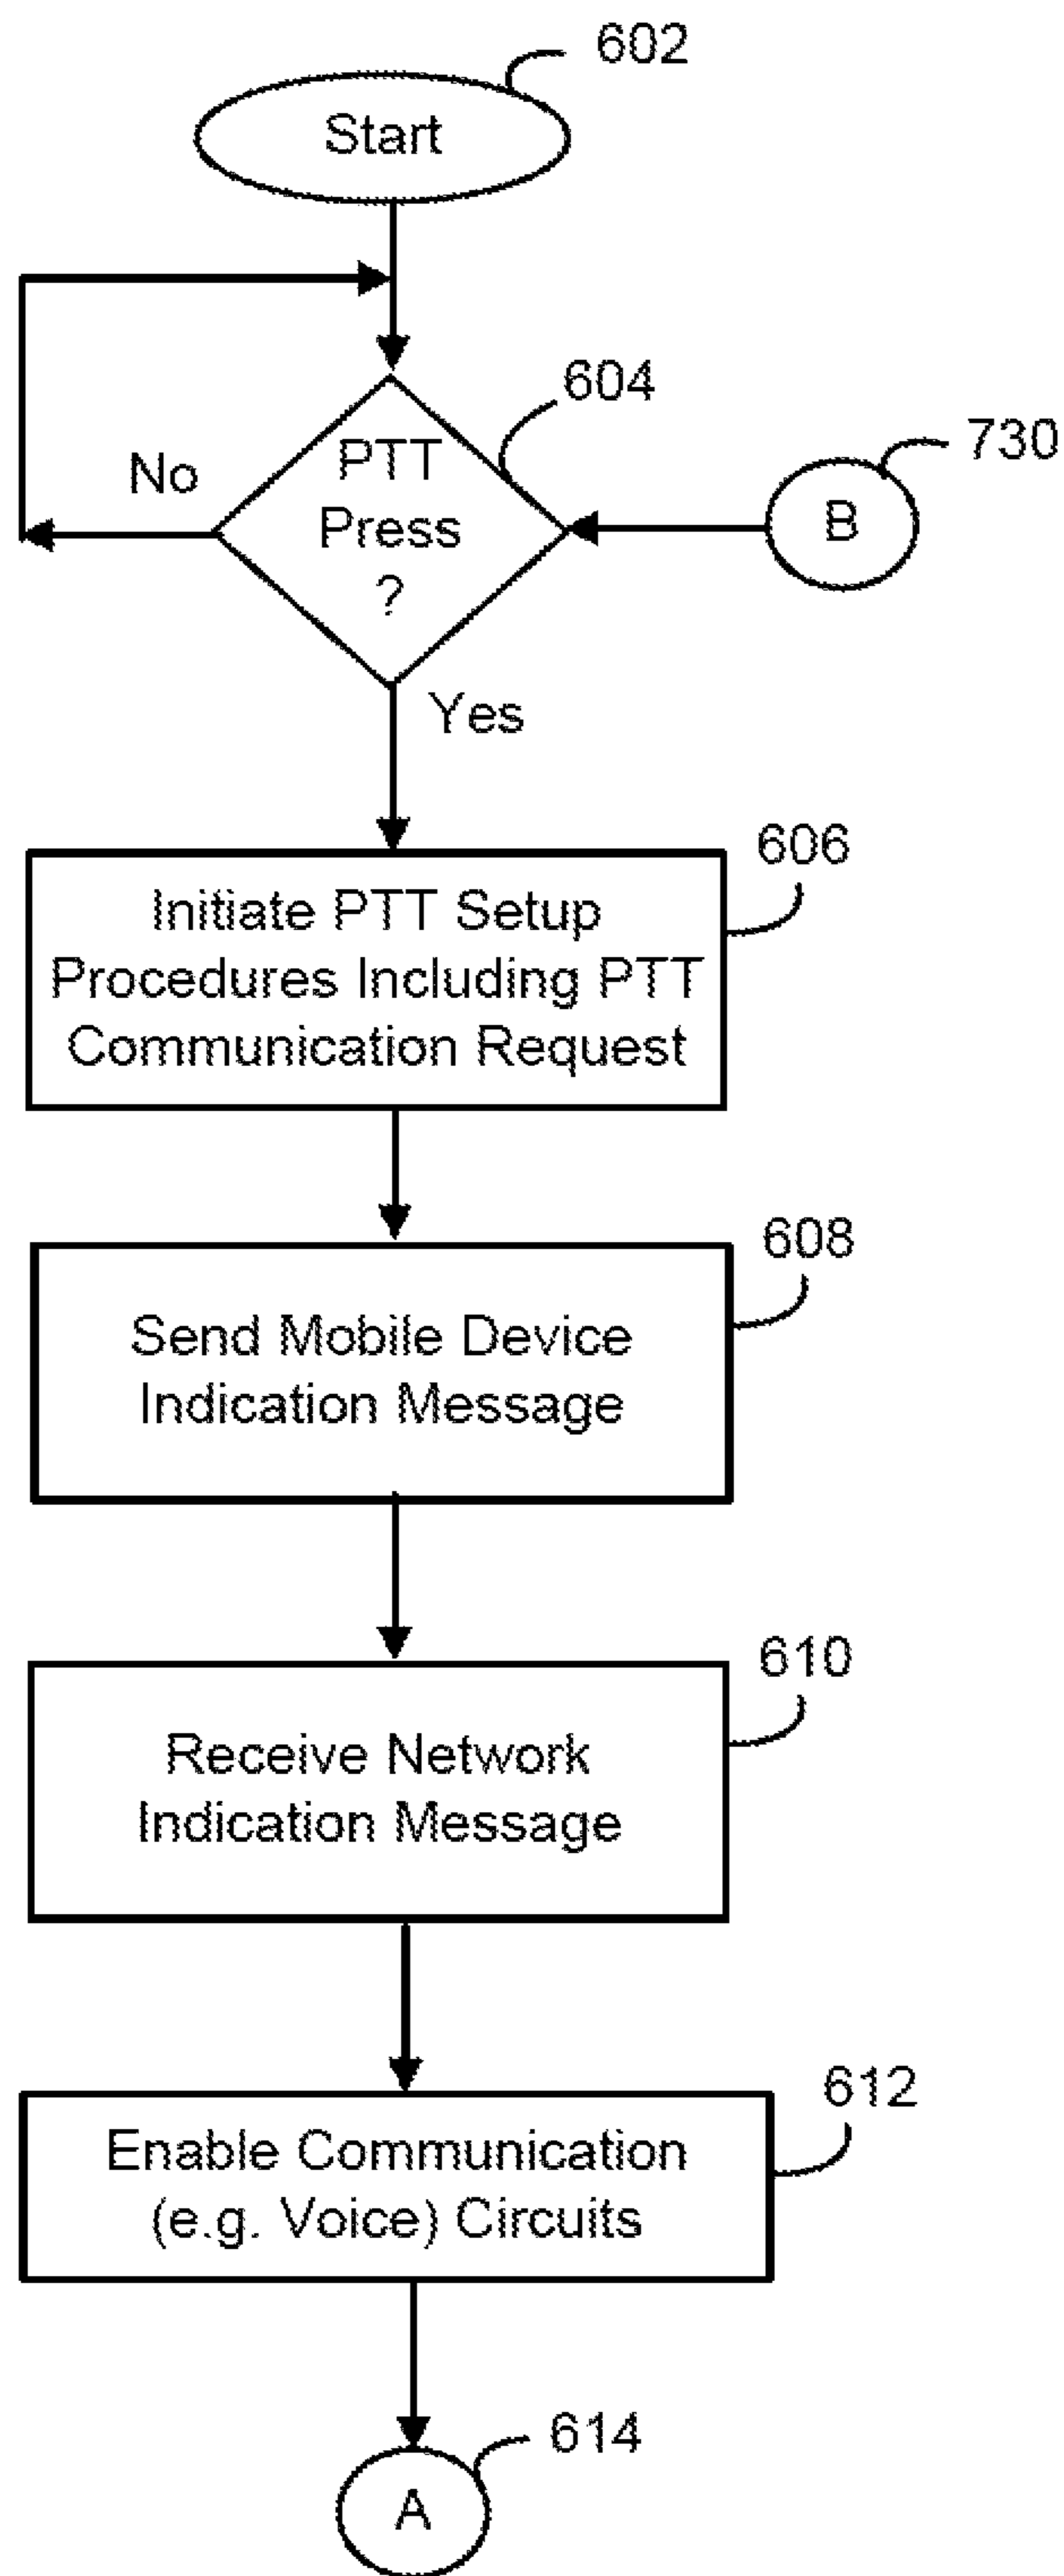 602
Start
604
PTT
Press
?
No
730
B
Yes
606
Initiate PTT Setup
Procedures Including PTT
Communication Request
608
Send Mobile Device
Indication Message
610
Receive Network
Indication Message
612
Enable Communication
(e.g. Voice) Circuits
614
A